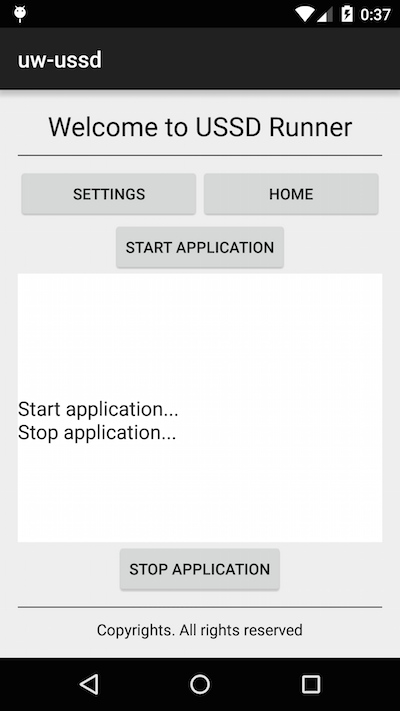 0:37
uw-ussd
Welcome to USSD Runner
SETTINGS HOME
START APPLICATION
Start application...
Stop application...
STOP APPLICATION
Copyrights. All rights reserved